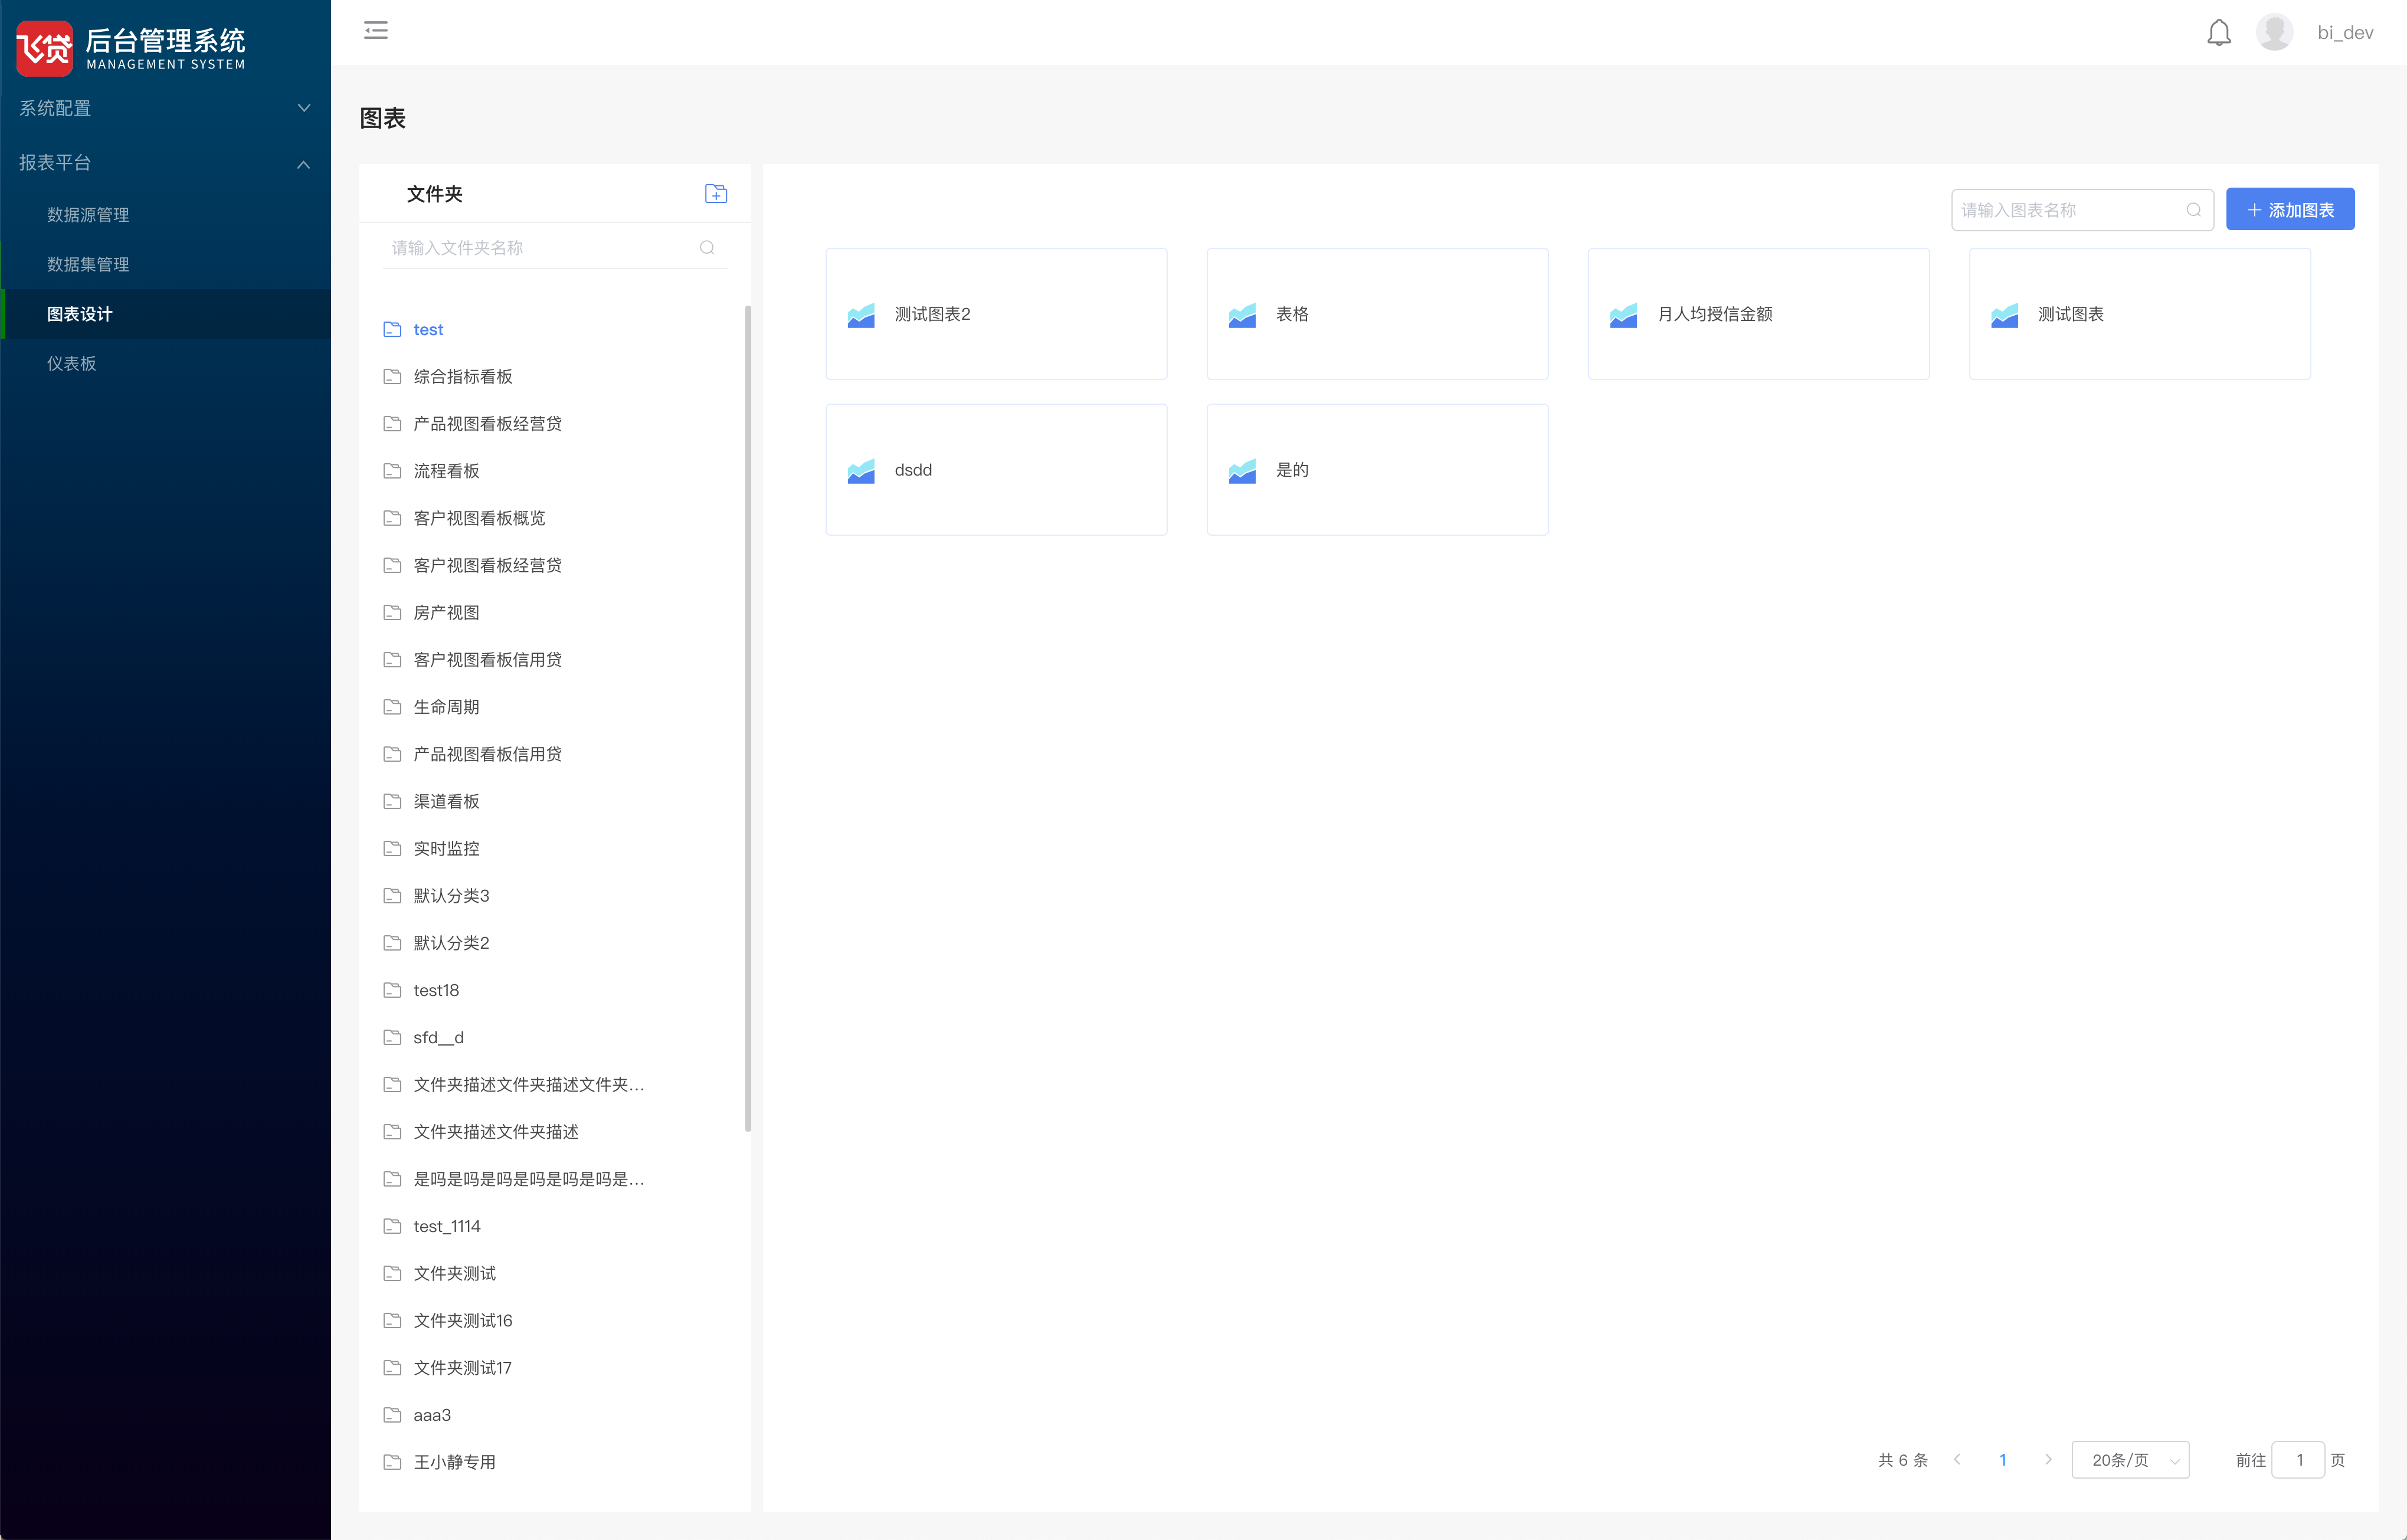 飞贷
后台管理系统
MANAGEMENT SYSTEM
系统配置
报表平台
数据源管理
数据集管理
图表设计
仪表板
bi_dev
图表
文件夹
请输入文件夹名称
test
综合指标看板
产品视图看板经营贷
流程看板
客户视图看板概览
客户视图看板经营贷
房产视图
客户视图看板信用贷
生命周期
产品视图看板信用贷
渠道看板
实时监控
默认分类3
默认分类2
test18
sfd__d
文件夹描述文件夹描述文件夹...
文件夹描述文件夹描述
是吗是吗是吗是吗是吗是吗是...
test_1114
文件夹测试
文件夹测试16
文件夹测试17
aaa3
王小静专用
请输入图表名称
添加图表
测试图表2
表格
月人均授信金额
测试图表
dsdd
是的
共 6 条
1
20条/页
前往 1 页